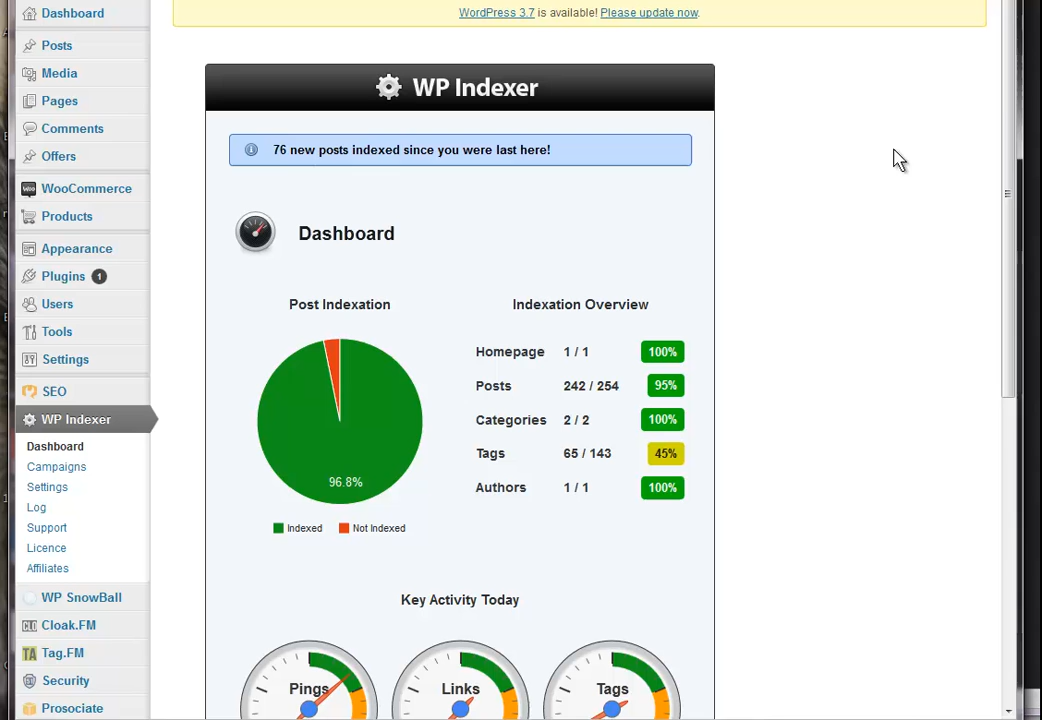 Dashboard
Posts
Media
Pages
Comments
Offers
WooCommerce
Products
Appearance
Plugins 1
Users
Tools
Settings
SEO
WP Indexer
Dashboard
Campaigns
Settings
Log
Support
Licence
Affiliates
WP SnowBall
Cloak.FM
TA Tag.FM
Security
Prosociate
WordPress 3.7 is available! Please update now.
WP Indexer
76 new posts indexed since you were last here!
Dashboard
Post Indexation
96.8%
Indexed Not Indexed
Indexation Overview
Homepage 1 / 1 100%
Posts 242 / 254 95%
Categories 2 / 2 100%
Tags 65 / 143 45%
Authors 1 / 1 100%
Key Activity Today
Pings Links Tags